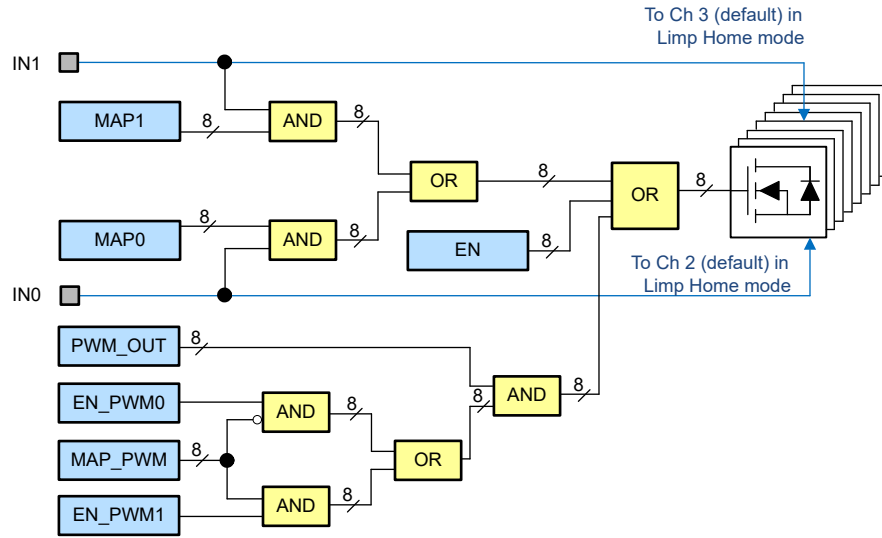 To Ch 3 (default) in
Limp Home mode
IN1
MAP1
8
AND
8
OR
8
OR
8
MAP0
8
AND
8
EN
8
To Ch 2 (default) in
Limp Home mode
IN0
PWM_OUT
8
AND
8
8
EN_PWM0
AND
8
MAP_PWM
8
OR
EN_PWM1
AND
8